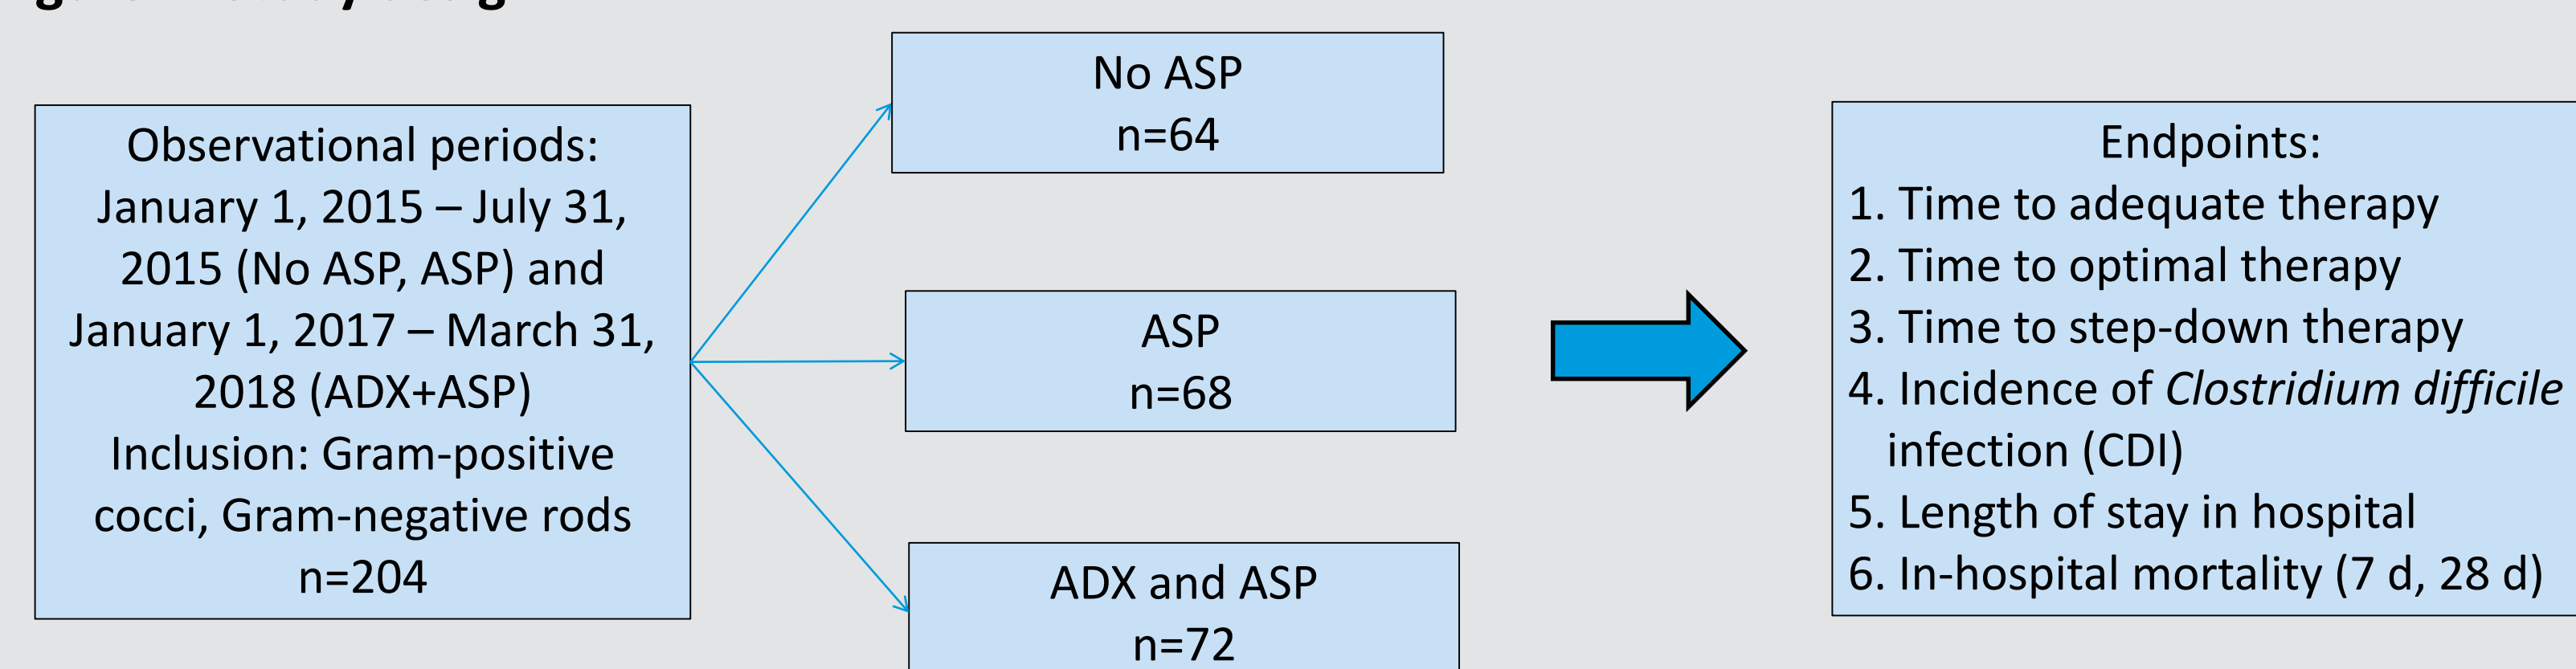 Observational periods:
January 1, 2015 – July 31,
2015 (No ASP, ASP) and
January 1, 2017 – March 31,
2018 (ADX+ASP)
Inclusion: Gram-positive
cocci, Gram-negative rods
n=204
No ASP
n=64
ASP
n=68
ADX and ASP
n=72
Endpoints:
1. Time to adequate therapy
2. Time to optimal therapy
3. Time to step-down therapy
4. Incidence of Clostridium difficile
infection (CDI)
5. Length of stay in hospital
6. In-hospital mortality (7 d, 28 d)